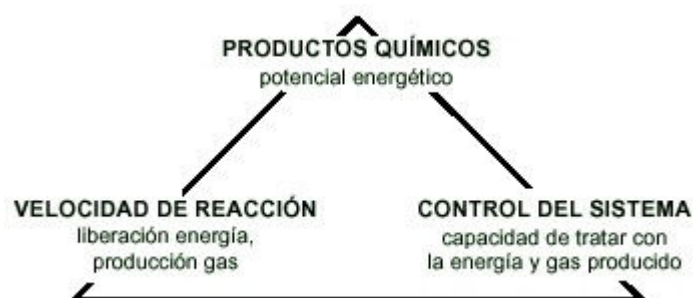 PRODUCTOS QUÍMICOS
potencial energético
VELOCIDAD DE REACCIÓN
liberación energía,
producción gas
CONTROL DEL SISTEMA
capacidad de tratar con
la energía y gas producido